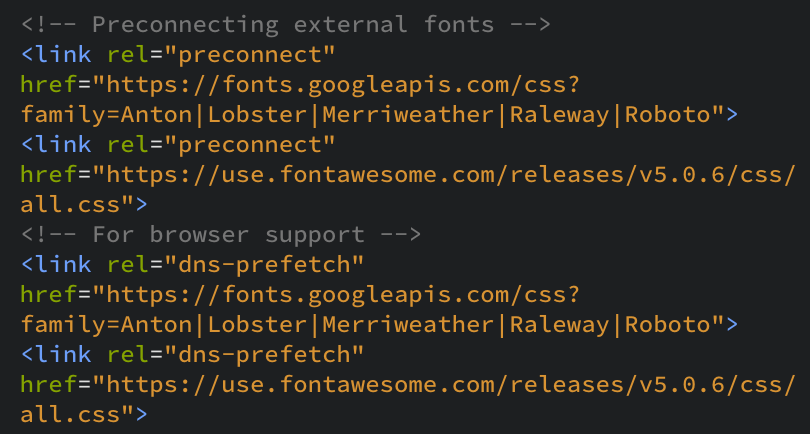 <!-- Preconnecting external fonts -->
<link rel="preconnect"
href="https://fonts.googleapis.com/css?
family=Anton|Lobster|Merriweather|Raleway|Roboto">
<link rel="preconnect"
href="https://use.fontawesome.com/releases/v5.0.6/css/
all.css">
<!-- For browser support -->
<link rel="dns-prefetch"
href="https://fonts.googleapis.com/css?
family=Anton|Lobster|Merriweather|Raleway|Roboto">
<link rel="dns-prefetch"
href="https://use.fontawesome.com/releases/v5.0.6/css/
all.css">